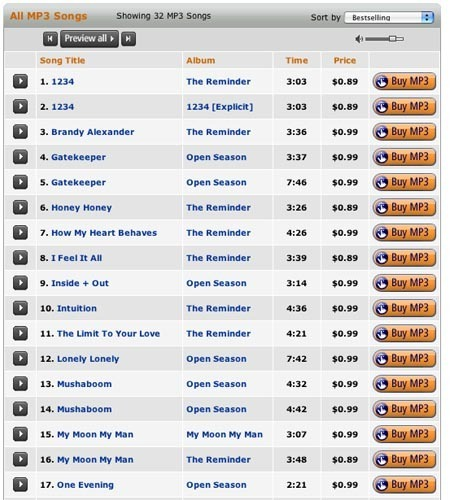 All MP3 Songs Showing 32 MP3 Songs Sort by Bestselling
Preview all
Song Title Album Time Price
1. 1234 The Reminder 3:03 $0.89 Buy MP3
2. 1234 1234 [Explicit] 3:03 $0.89 Buy MP3
3. Brandy Alexander The Reminder 3:36 $0.99 Buy MP3
4. Gatekeeper Open Season 3:37 $0.99 Buy MP3
5. Gatekeeper Open Season 7:46 $0.99 Buy MP3
6. Honey Honey The Reminder 3:26 $0.89 Buy MP3
7. How My Heart Behaves The Reminder 4:26 $0.99 Buy MP3
8. I Feel It All The Reminder 3:39 $0.89 Buy MP3
9. Inside + Out Open Season 3:14 $0.99 Buy MP3
10. Intuition The Reminder 4:36 $0.99 Buy MP3
11. The Limit To Your Love The Reminder 4:21 $0.99 Buy MP3
12. Lonely Lonely Open Season 7:42 $0.99 Buy MP3
13. Mushaboom Open Season 4:32 $0.99 Buy MP3
14. Mushaboom Open Season 4:42 $0.99 Buy MP3
15. My Moon My Man My Moon My Man 3:07 $0.99 Buy MP3
16. My Moon My Man The Reminder 3:48 $0.89 Buy MP3
17. One Evening Open Season 2:21 $0.99 Buy MP3